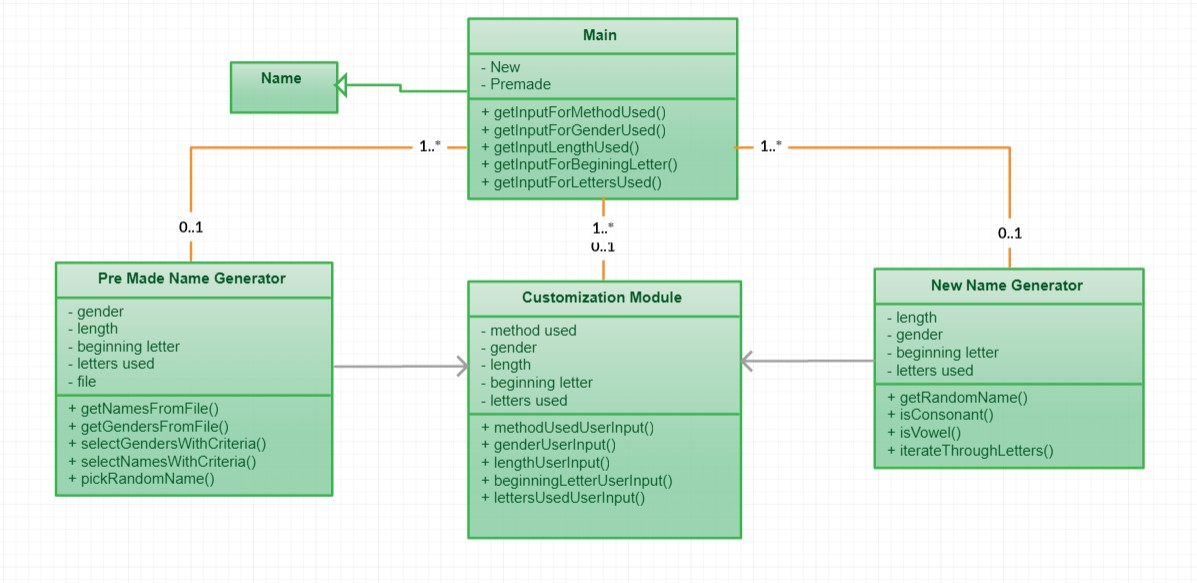 Main
- New
- Premade
+ getInputForMethodUsed()
+ getInputForGenderUsed()
+ getInputLengthUsed()
+ getInputForBeginingLetter()
+ getInputForLettersUsed()
Name
1..*
1..*
0..1
1..*
0..1
0..1
Pre Made Name Generator
- gender
- length
- beginning letter
- letters used
- file
+ getNamesFromFile()
+ getGendersFromFile()
+ selectGendersWithCriteria()
+ selectNamesWithCriteria()
+ pickRandomName()
Customization Module
- method used
- gender
- length
- beginning letter
- letters used
+ methodUsedUserInput()
+ genderUserInput()
+ lengthUserInput()
+ beginningLetterUserInput()
+ lettersUsedUserInput()
New Name Generator
- length
- gender
- beginning letter
- letters used
+ getRandomName()
+ isConsonant()
+ isVowel()
+ iterateThroughLetters()